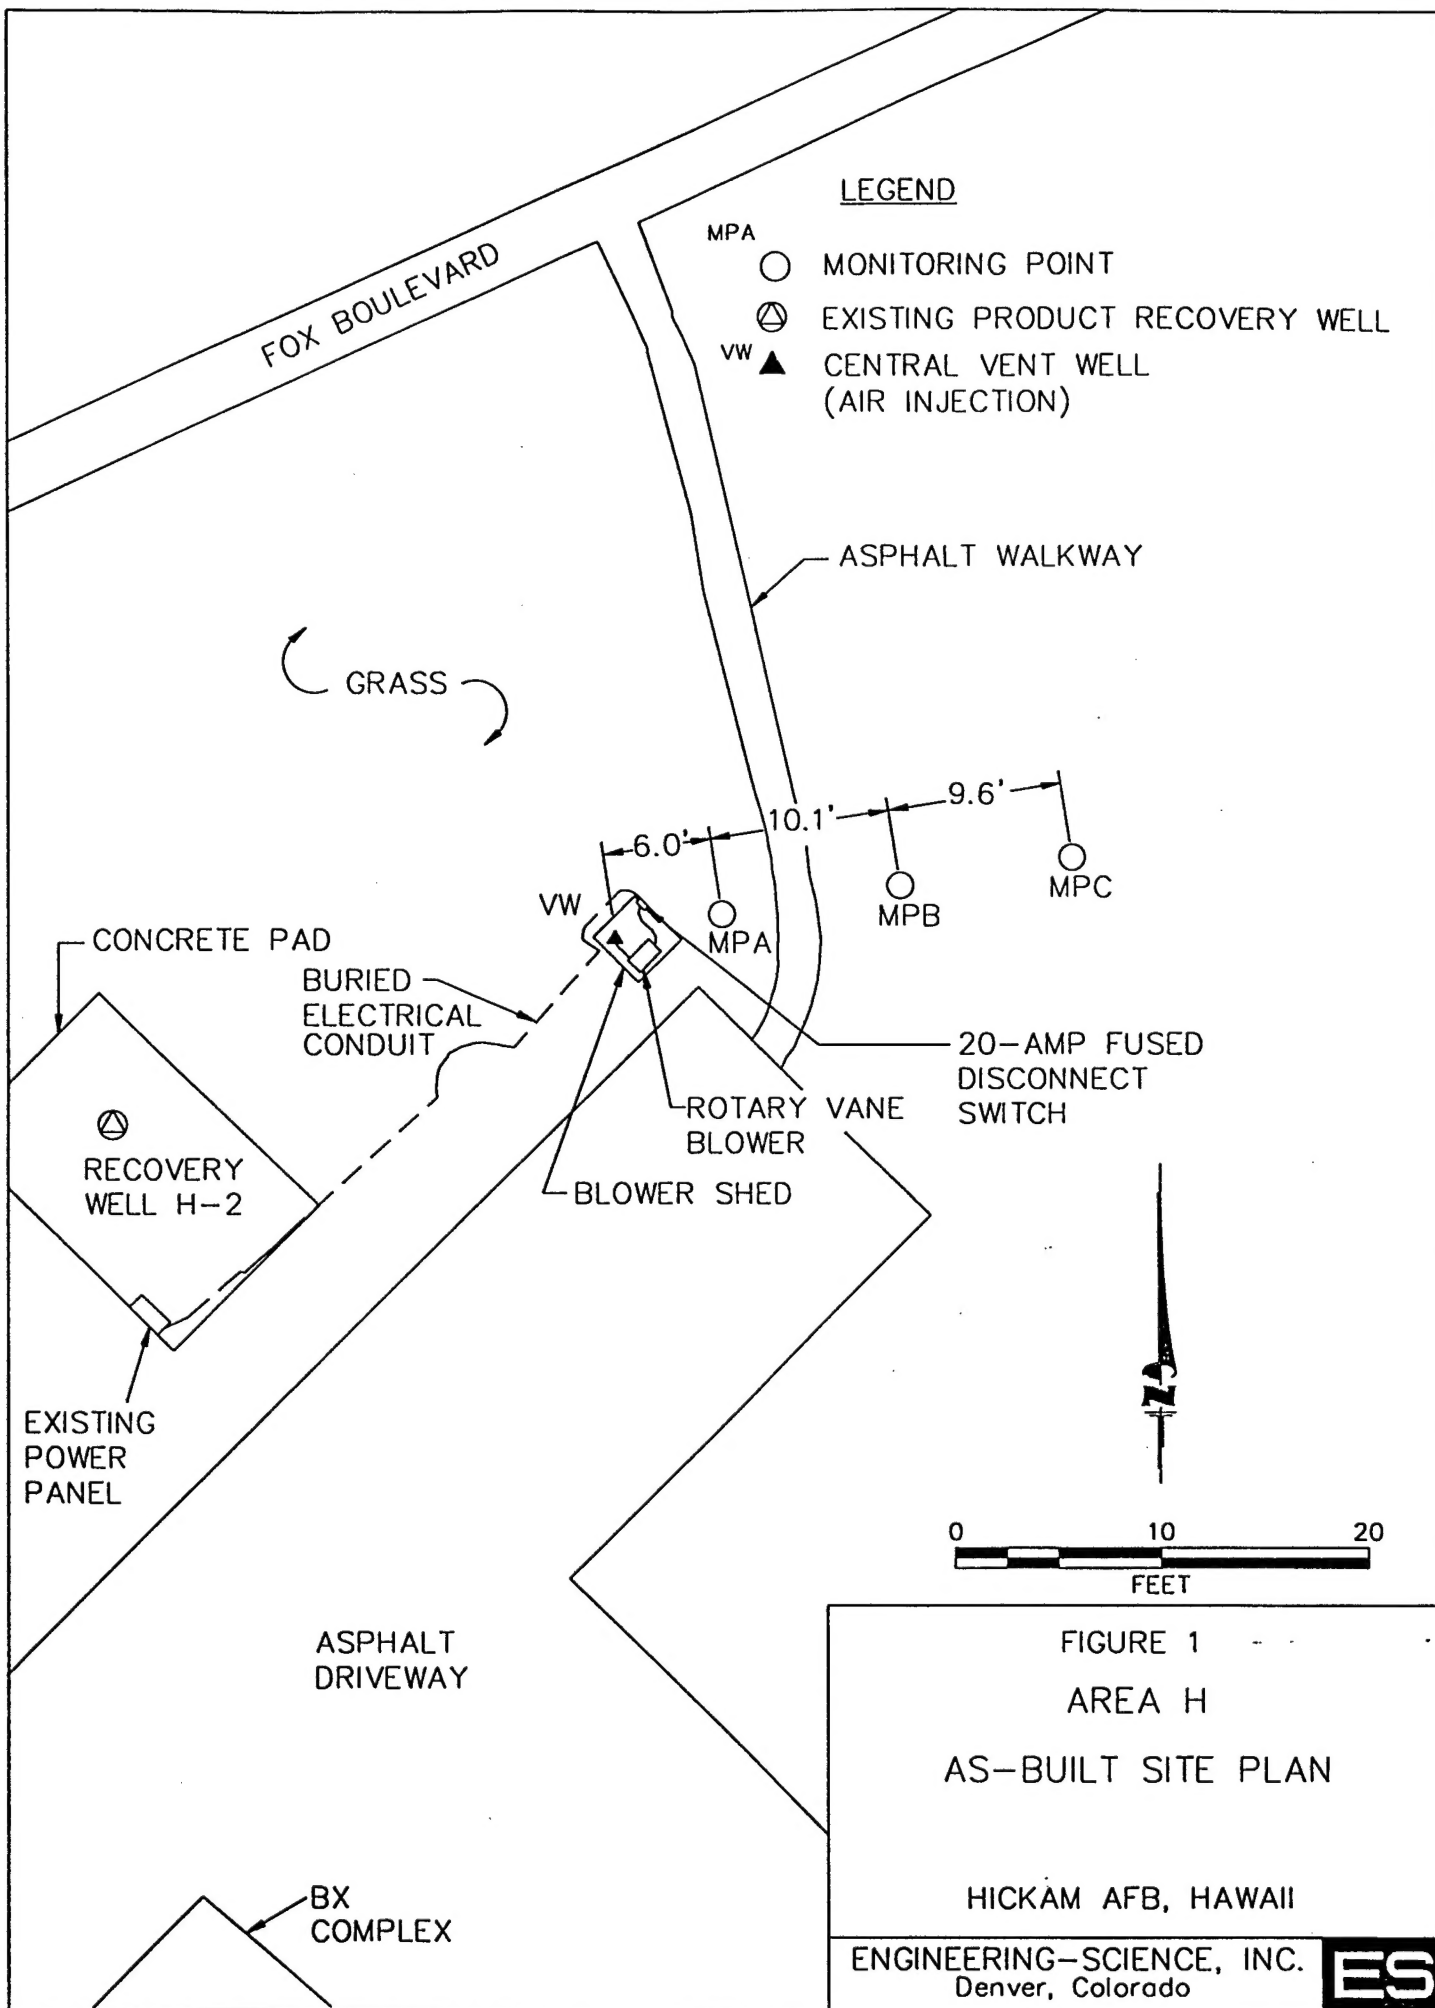 LEGEND
MPA
MONITORING POINT
EXISTING PRODUCT RECOVERY WELL
VW
CENTRAL VENT WELL
(AIR INJECTION)
FOX BOULEVARD
ASPHALT WALKWAY
GRASS
9.6'
10.1'
6.0'
MPC
MPB
VW
MPA
CONCRETE PAD
BURIED
ELECTRICAL
CONDUIT
20-AMP FUSED
DISCONNECT
SWITCH
ROTARY VANE
BLOWER
BLOWER SHED
RECOVERY
WELL H-2
EXISTING
POWER
PANEL
N
0 10 20
FEET
ASPHALT
DRIVEWAY
BX
COMPLEX
FIGURE 1
AREA H
AS-BUILT SITE PLAN
HICKAM AFB, HAWAII
ENGINEERING-SCIENCE, INC.
Denver, Colorado
ES